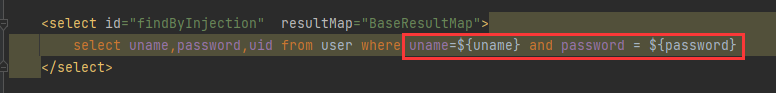 <select id="findByInjection"  resultMap="BaseResultMap">
select uname,password,uid from user where uname=${uname} and password = ${password}
</select>